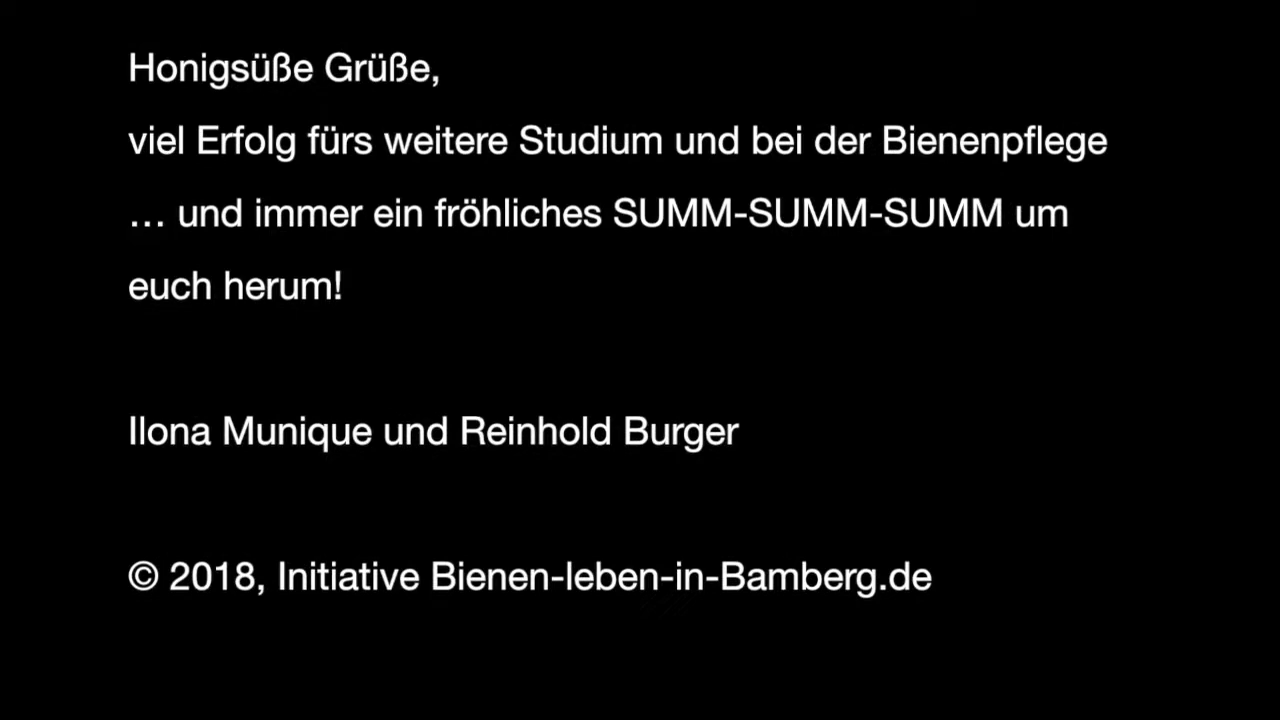 Honigsüße Grüße,
viel Erfolg fürs weitere Studium und bei der Bienenpflege
… und immer ein fröhliches SUMM-SUMM-SUMM um
euch herum!
Ilona Munique und Reinhold Burger
© 2018, Initiative Bienen-leben-in-Bamberg.de